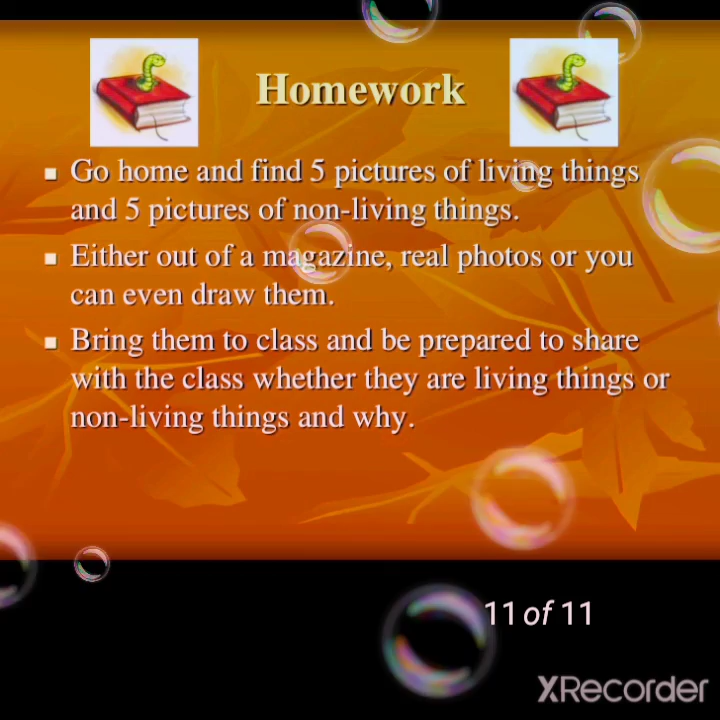 Homework
Go home and find 5 pictures of living things
and 5 pictures of non-living things.
Either out of a magazine, real photos or you
can even draw them.
Bring them to class and be prepared to share
with the class whether they are living things or
non-living things and why.
11 of 11
XRecorder